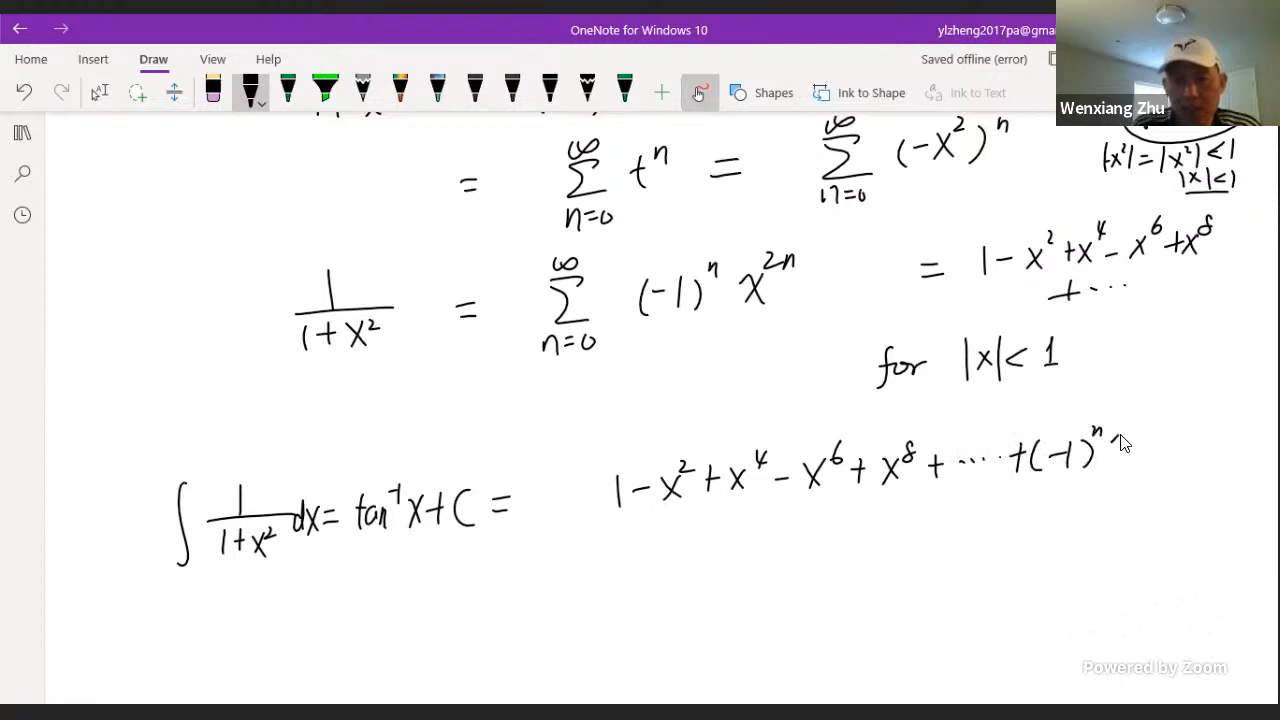 OneNote for Windows 10
ylzheng2017pa@gma
Home Insert Draw View Help
Saved offline (error)
Shapes Ink to Shape Ink to Text
Wenxiang Zhu
= ∑_{n=0}^{∞} t^n = ∑_{n=0}^{∞} (-x^2)^n
|-x^2| = |x^2| < 1
|x| < 1
1/(1+x^2) = ∑_{n=0}^{∞} (-1)^n x^{2n} = 1 - x^2 + x^4 - x^6 + x^8
+ ...
for |x| < 1
∫ 1/(1+x^2) dx = tan^{-1} x + C = 1 - x^2 + x^4 - x^6 + x^8 + ..... + (-1)^n
Powered by Zoom